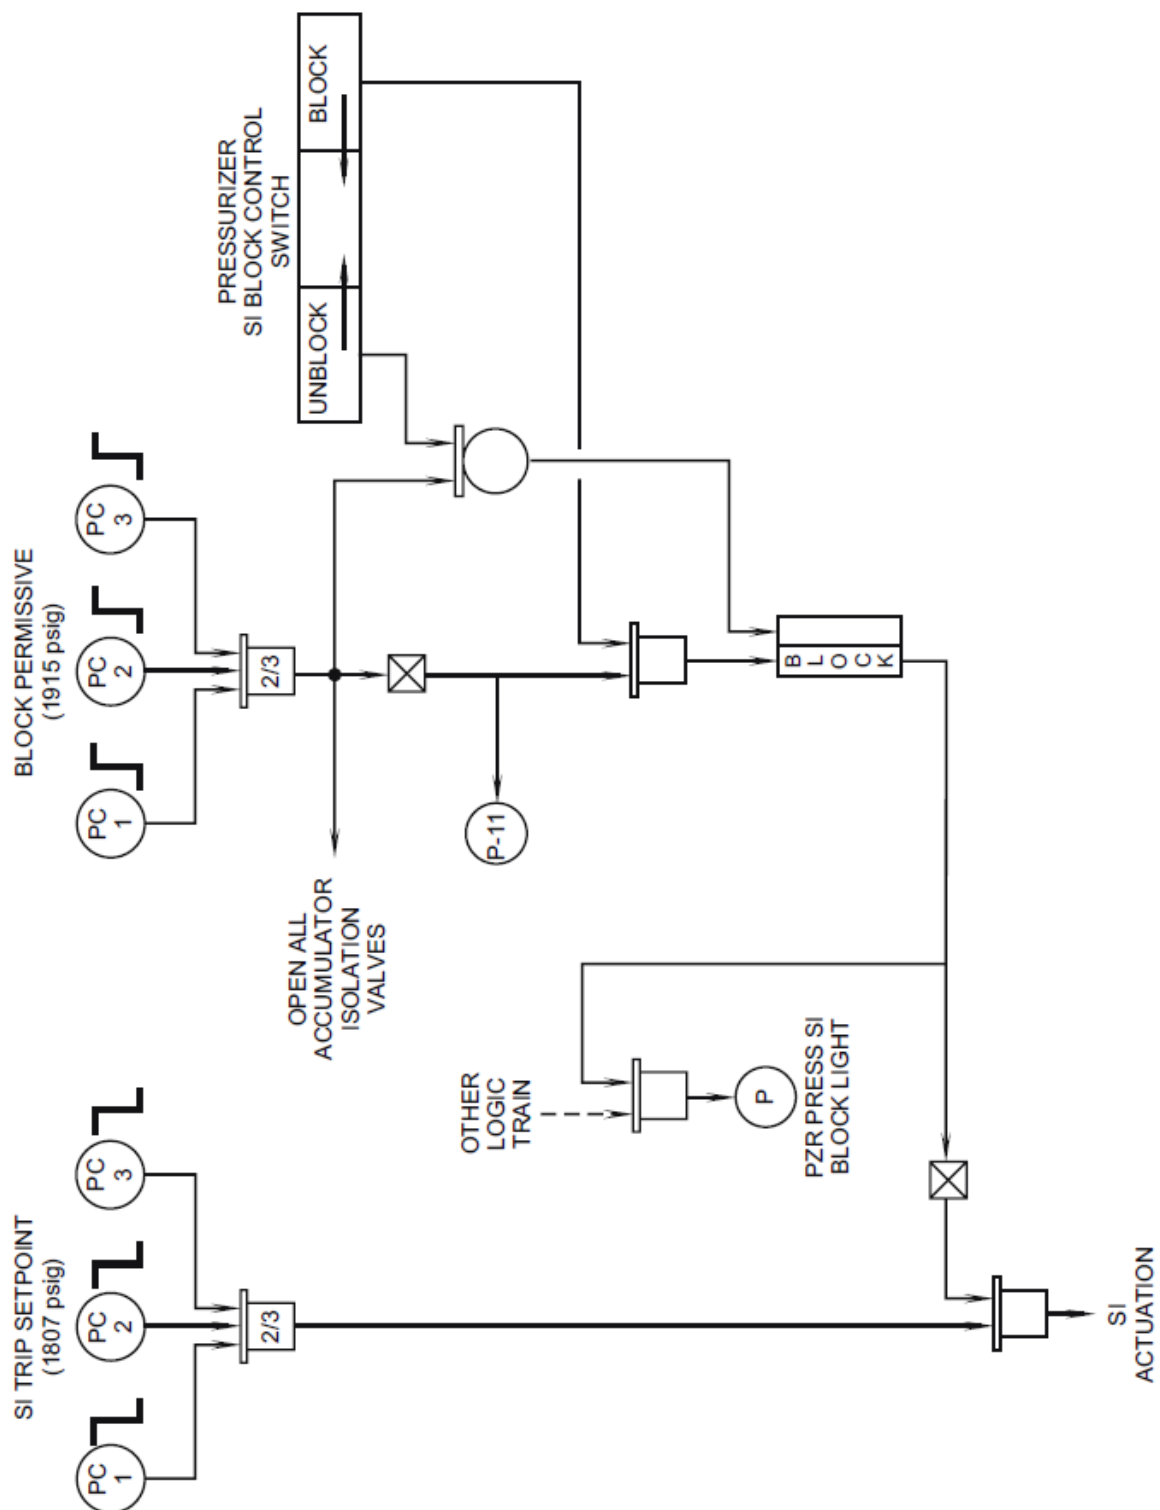 SI TRIP SETPOINT
(1807 psig)
PC
1
PC
2
PC
3
2/3
BLOCK PERMISSIVE
(1915 psig)
PC
1
PC
2
PC
3
2/3
PRESSURIZER
SI BLOCK CONTROL
SWITCH
UNBLOCK
BLOCK
OPEN ALL
ACCUMULATOR
ISOLATION
VALVES
P-11
OTHER
LOGIC
TRAIN
P
PZR PRESS SI
BLOCK LIGHT
BLOCK
SI
ACTUATION